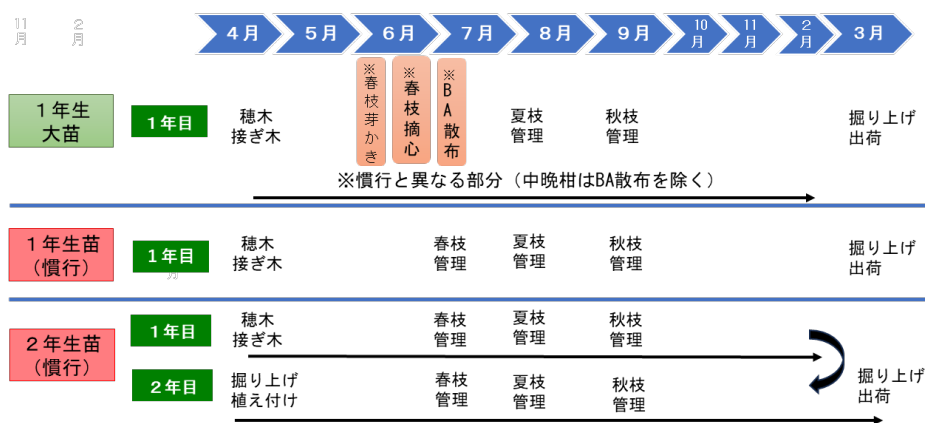 11月
2月
4月
5月
6月
7月
8月
9月
10月
11月
2月
3月
1年生
大苗
1年目
穂木
接ぎ木
※春枝芽かき
※春枝摘心
※BA散布
夏枝
管理
秋枝
管理
掘り上げ
出荷
※慣行と異なる部分(中晩柑はBA散布を除く)
1年生苗
(慣行)
1年目
月
穂木
接ぎ木
春枝
管理
夏枝
管理
秋枝
管理
掘り上げ
出荷
2年生苗
(慣行)
1年目
穂木
接ぎ木
春枝
管理
夏枝
管理
秋枝
管理
2年目
掘り上げ
植え付け
春枝
管理
夏枝
管理
秋枝
管理
掘り上げ
出荷